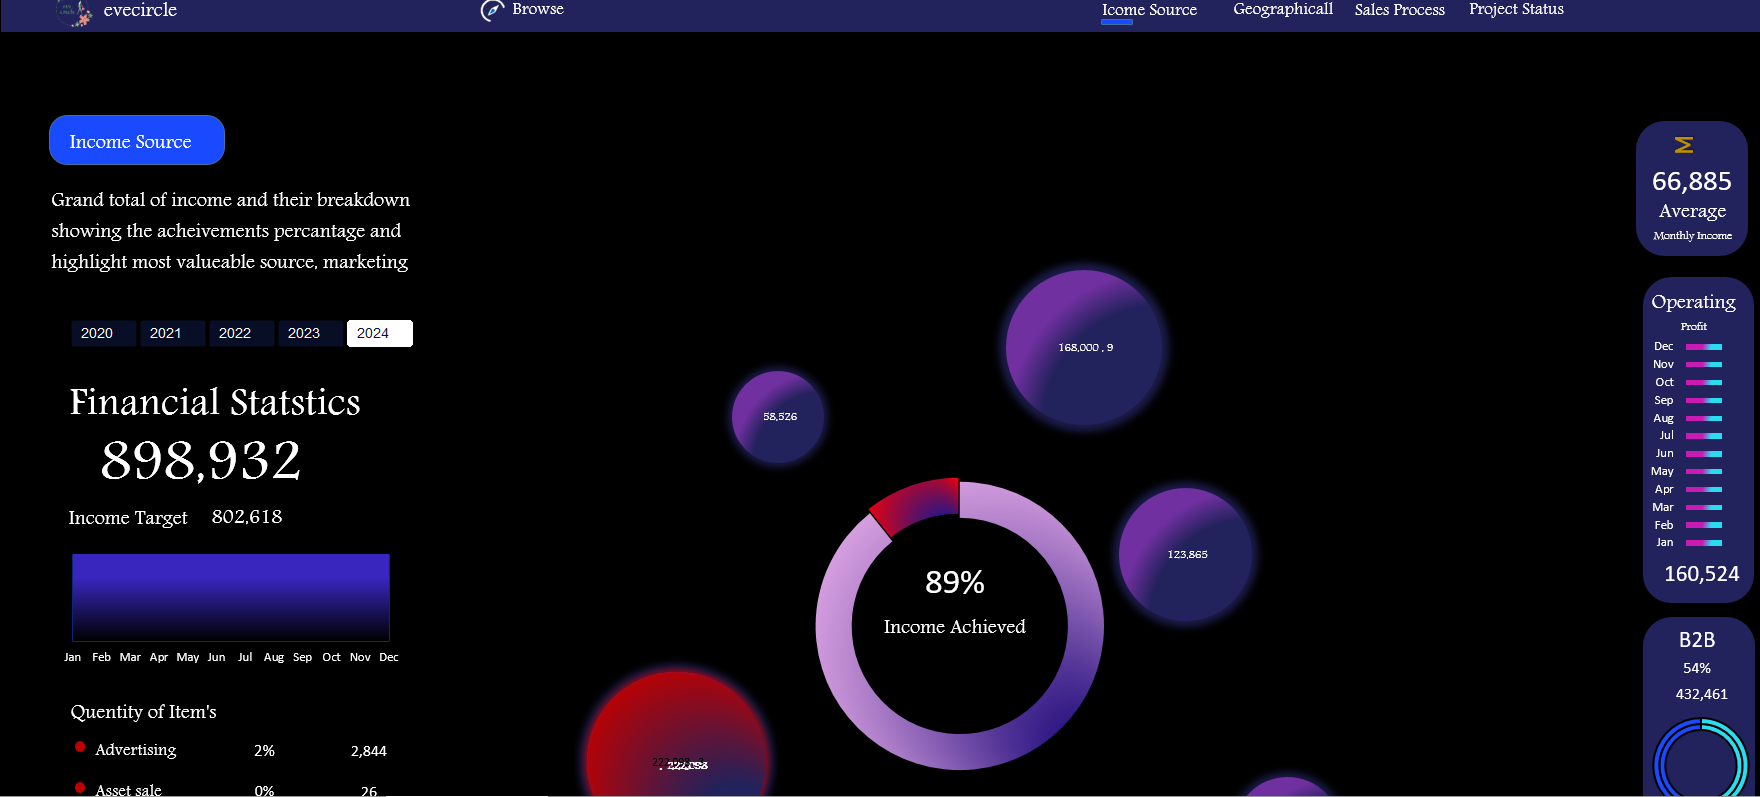 evecircle
Browse
Icome Source
Geographicall
Sales Process
Project Status
Income Source
Grand total of income and their breakdown
showing the acheivements percantage and
highlight most valueable source, marketing
2020 2021 2022 2023 2024
Financial Statstics
898,932
Income Target 802,618
Jan Feb Mar Apr May Jun Jul Aug Sep Oct Nov Dec
Quentity of Item's
Advertising 2% 2,844
Asset sale 0% 26
168,000 , 9
58,526
123,865
89%
Income Achieved
66,885
Average
Monthly Income
Operating
Profit
Dec
Nov
Oct
Sep
Aug
Jul
Jun
May
Apr
Mar
Feb
Jan
160,524
B2B
54%
432,461